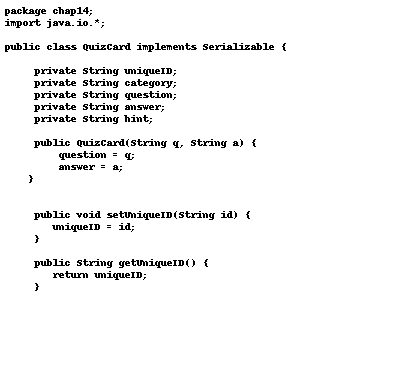 package chap14;
import java.io.*;
public class QuizCard implements Serializable {
private String uniqueID;
private String category;
private String question;
private String answer;
private String hint;
public QuizCard(String q, String a) {
question = q;
answer = a;
}
public void setUniqueID(String id) {
uniqueID = id;
}
public String getUniqueID() {
return uniqueID;
}